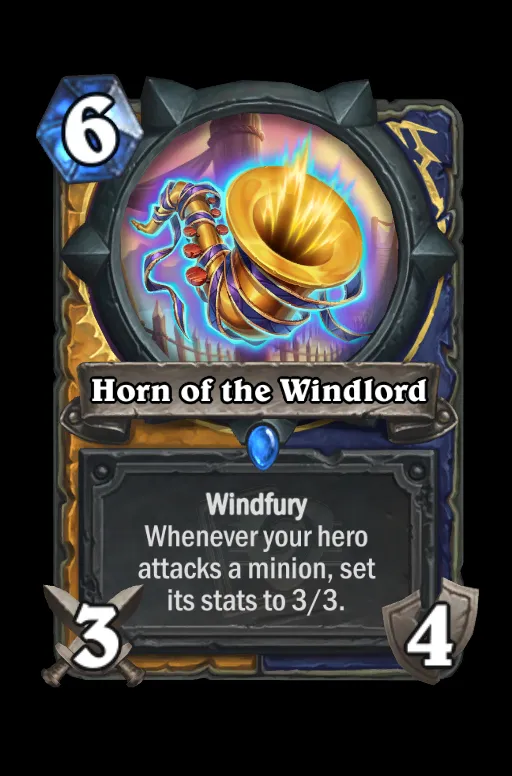 6
Horn of the Windlord
Windfury
Whenever your hero
attacks a minion, set
its stats to 3/3.
3
4